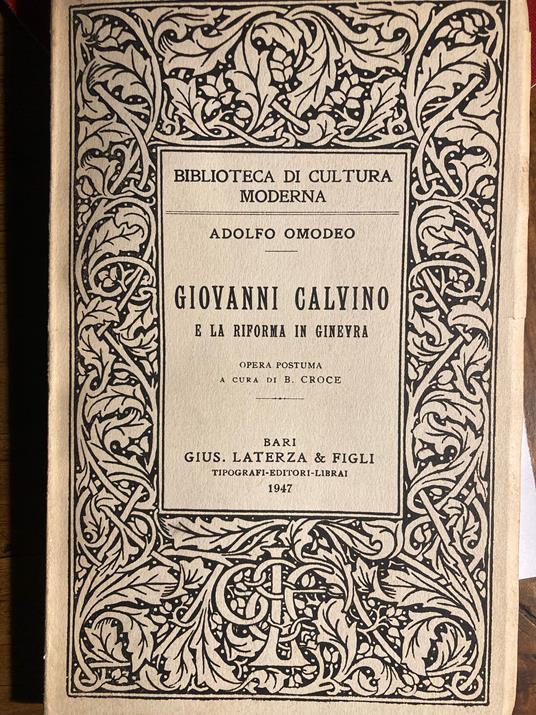 BIBLIOTECA DI CULTURA
MODERNA
ADOLFO OMODEO
GIOVANNI CALVINO
E LA RIFORMA IN GINEVRA
OPERA POSTUMA
A CURA DI B. CROCE
BARI
GIUS. LATERZA & FIGLI
TIPOGRAFI-EDITORI-LIBRAI
1947